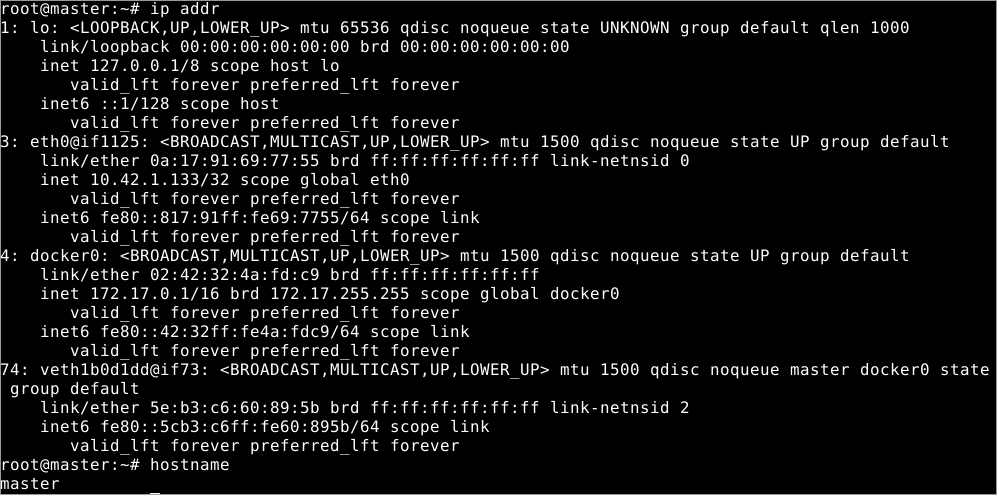 root@master:~# ip addr
1: lo: <LOOPBACK,UP,LOWER_UP> mtu 65536 qdisc noqueue state UNKNOWN group default qlen 1000
    link/loopback 00:00:00:00:00:00 brd 00:00:00:00:00:00
    inet 127.0.0.1/8 scope host lo
       valid_lft forever preferred_lft forever
    inet6 ::1/128 scope host
       valid_lft forever preferred_lft forever
3: eth0@if1125: <BROADCAST,MULTICAST,UP,LOWER_UP> mtu 1500 qdisc noqueue state UP group default
    link/ether 0a:17:91:69:77:55 brd ff:ff:ff:ff:ff:ff link-netnsid 0
    inet 10.42.1.133/32 scope global eth0
       valid_lft forever preferred_lft forever
    inet6 fe80::817:91ff:fe69:7755/64 scope link
       valid_lft forever preferred_lft forever
4: docker0: <BROADCAST,MULTICAST,UP,LOWER_UP> mtu 1500 qdisc noqueue state UP group default
    link/ether 02:42:32:4a:fd:c9 brd ff:ff:ff:ff:ff:ff
    inet 172.17.0.1/16 brd 172.17.255.255 scope global docker0
       valid_lft forever preferred_lft forever
    inet6 fe80::42:32ff:fe4a:fdc9/64 scope link
       valid_lft forever preferred_lft forever
74: veth1b0d1dd@if73: <BROADCAST,MULTICAST,UP,LOWER_UP> mtu 1500 qdisc noqueue master docker0 state
 group default
    link/ether 5e:b3:c6:60:89:5b brd ff:ff:ff:ff:ff:ff link-netnsid 2
    inet6 fe80::5cb3:c6ff:fe60:895b/64 scope link
       valid_lft forever preferred_lft forever
root@master:~# hostname
master